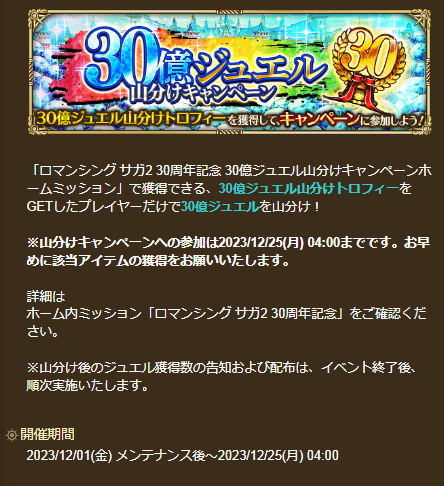 30億ジュエル
山分けキャンペーン
30
30億ジュエル山分けトロフィーを獲得して、キャンペーンに参加しよう!
「ロマンシング サガ2 30周年記念 30億ジュエル山分けキャンペーンホ
ームミッション」で獲得できる、30億ジュエル山分けトロフィーを
GETしたプレイヤーだけで30億ジュエルを山分け！
※山分けキャンペーンへの参加は2023/12/25(月) 04:00までです。お早
めに該当アイテムの獲得をお願いいたします。
詳細は
ホーム内ミッション「ロマンシング サガ2 30周年記念」をご確認くだ
さい。
※山分け後のジュエル獲得数の告知および配布は、イベント終了後、
順次実施いたします。
開催期間
2023/12/01(金) メンテナンス後～2023/12/25(月) 04:00